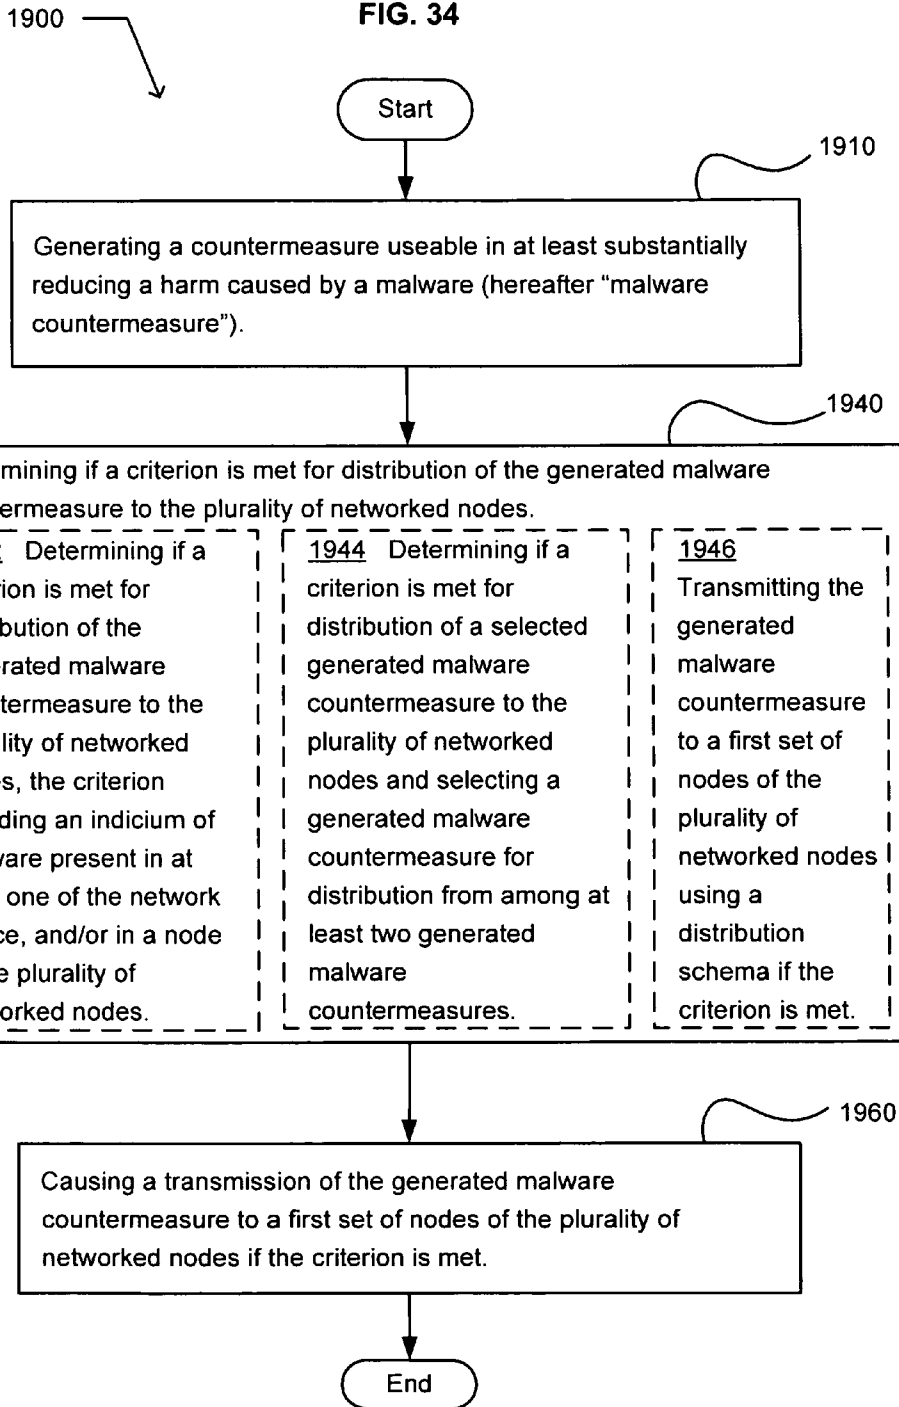 FIG. 34
1900
Start
1910
Generating a countermeasure useable in at least substantially
reducing a harm caused by a malware (hereafter “malware
countermeasure”).
1940
mining if a criterion is met for distribution of the generated malware
ermeasure to the plurality of networked nodes.
Determining if a
rion is met for
bution of the
rated malware
termeasure to the
lity of networked
s, the criterion
ding an indicium of
ware present in at
one of the network
ce, and/or in a node
e plurality of
orked nodes.
1944 Determining if a
criterion is met for
distribution of a selected
generated malware
countermeasure to the
plurality of networked
nodes and selecting a
generated malware
countermeasure for
distribution from among at
least two generated
malware
countermeasures.
1946
Transmitting the
generated
malware
countermeasure
to a first set of
nodes of the
plurality of
networked nodes
using a
distribution
schema if the
criterion is met.
1960
Causing a transmission of the generated malware
countermeasure to a first set of nodes of the plurality of
networked nodes if the criterion is met.
End